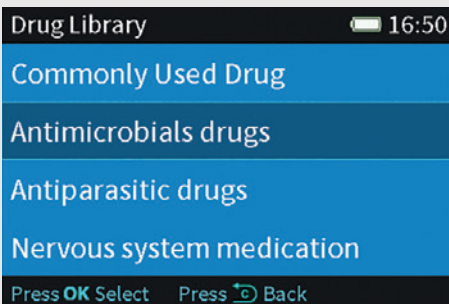 Drug Library 16:50
Commonly Used Drug
Antimicrobials drugs
Antiparasitic drugs
Nervous system medication
Press OK Select Press C Back